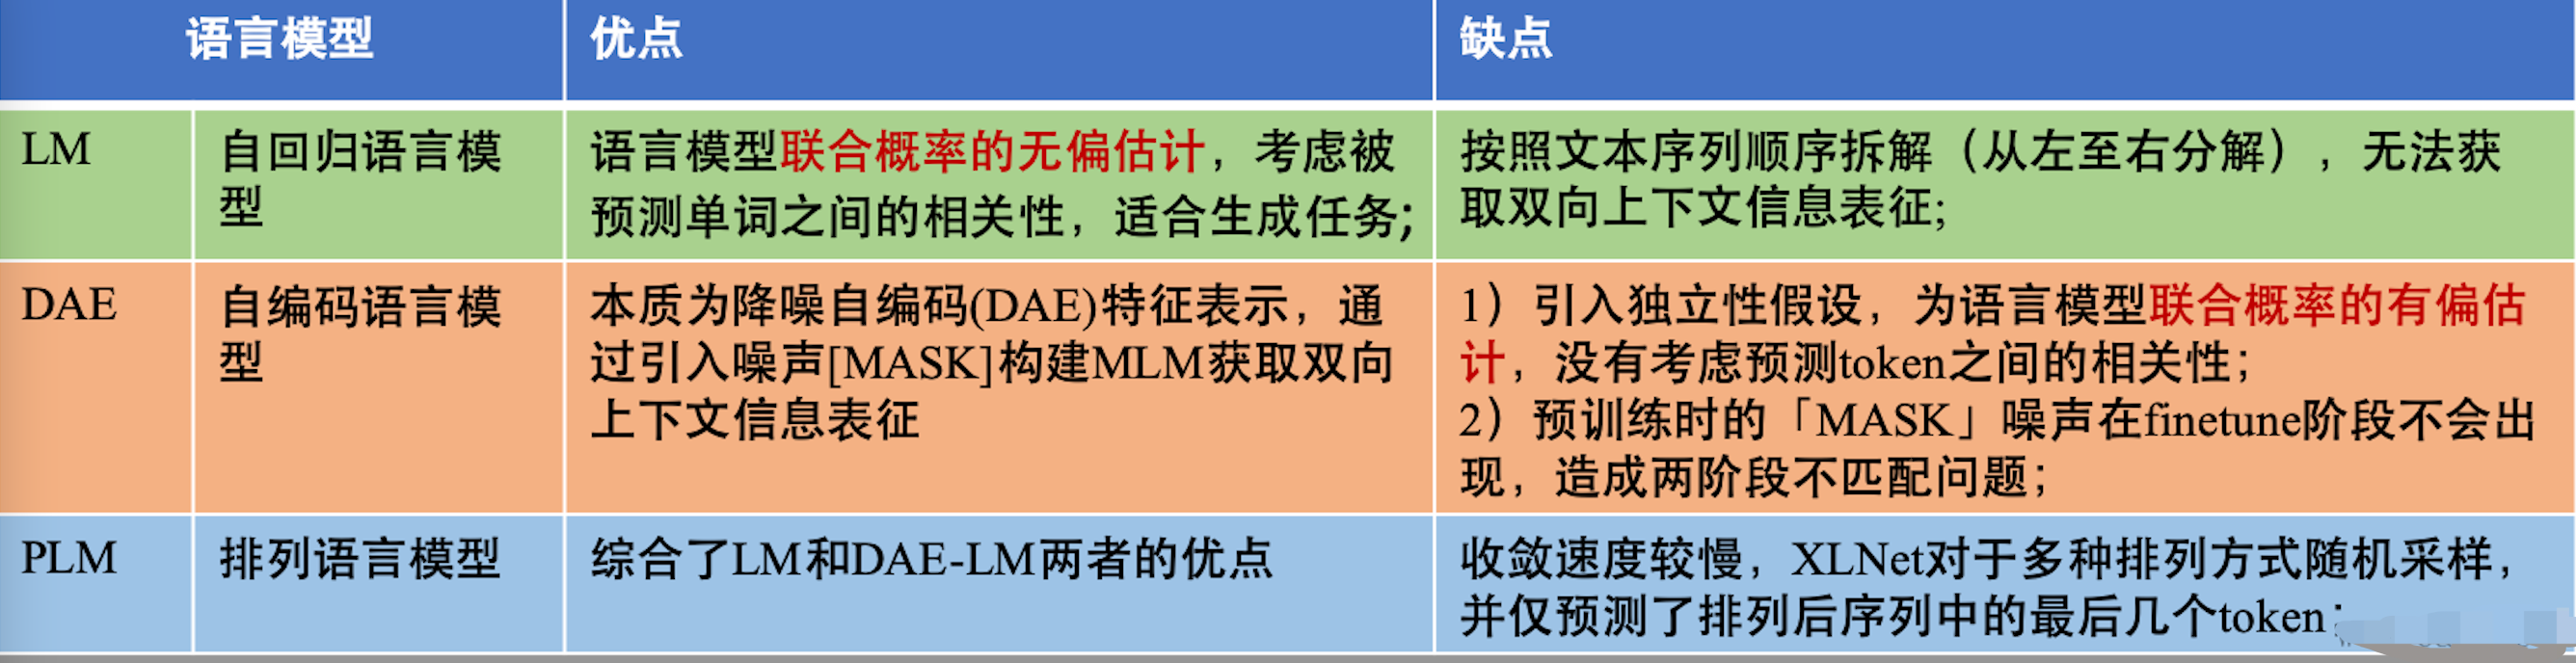 语言模型
优点
缺点
LM
自回归语言模
型
语言模型联合概率的无偏估计，考虑被
预测单词之间的相关性，适合生成任务;
按照文本序列顺序拆解（从左至右分解），无法获
取双向上下文信息表征;
DAE
自编码语言模
型
本质为降噪自编码(DAE)特征表示，通
过引入噪声[MASK]构建MLM获取双向
上下文信息表征
1）引入独立性假设，为语言模型联合概率的有偏估
计，没有考虑预测token之间的相关性；
2）预训练时的「MASK」噪声在finetune阶段不会出
现，造成两阶段不匹配问题；
PLM
排列语言模型
综合了LM和DAE-LM两者的优点
收敛速度较慢，XLNet对于多种排列方式随机采样，
并仅预测了排列后序列中的最后几个token；